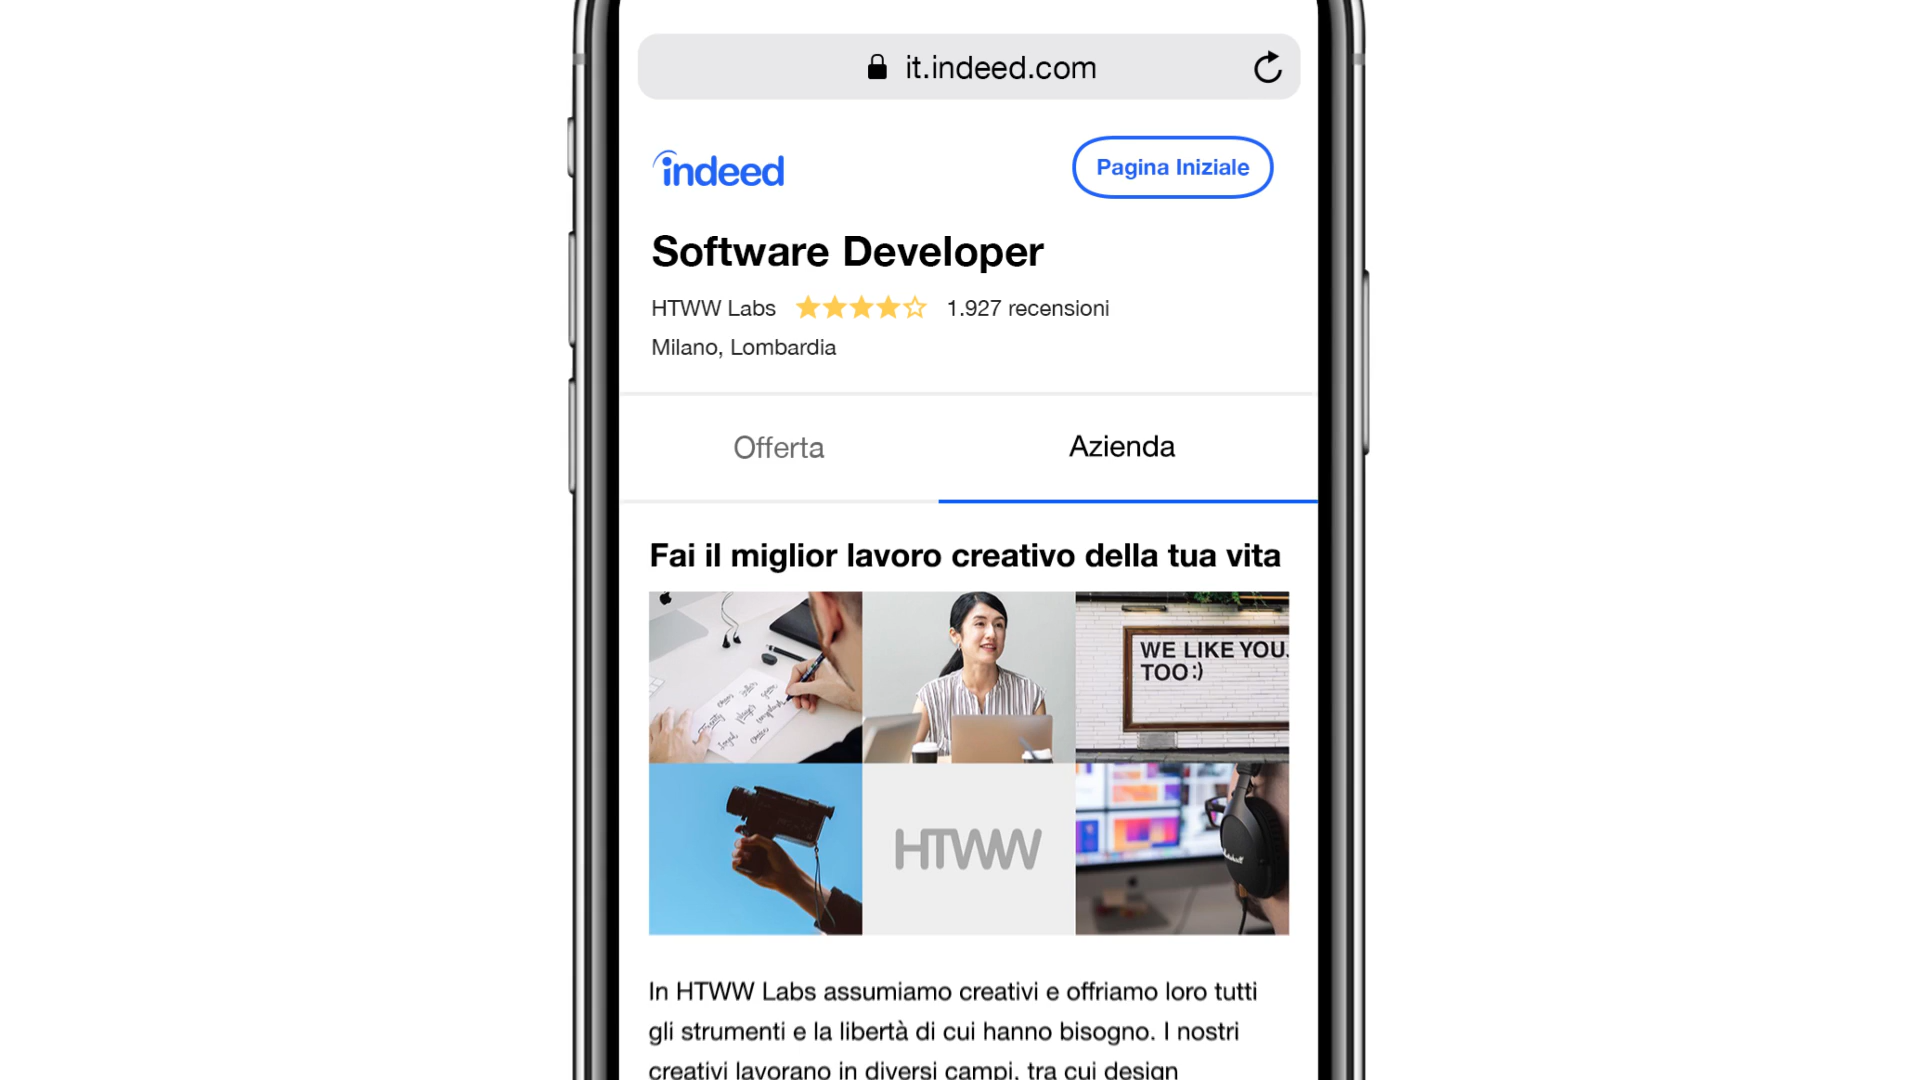 it.indeed.com
indeed
Pagina Iniziale
Software Developer
HTWW Labs 1.927 recensioni
Milano, Lombardia
Offerta Azienda
Fai il miglior lavoro creativo della tua vita
WE LIKE YOU.
TOO:)
HTWW
Marshall
In HTWW Labs assumiamo creativi e offriamo loro tutti
gli strumenti e la libertà di cui hanno bisogno. I nostri
creativi lavorano in diversi campi, tra cui design